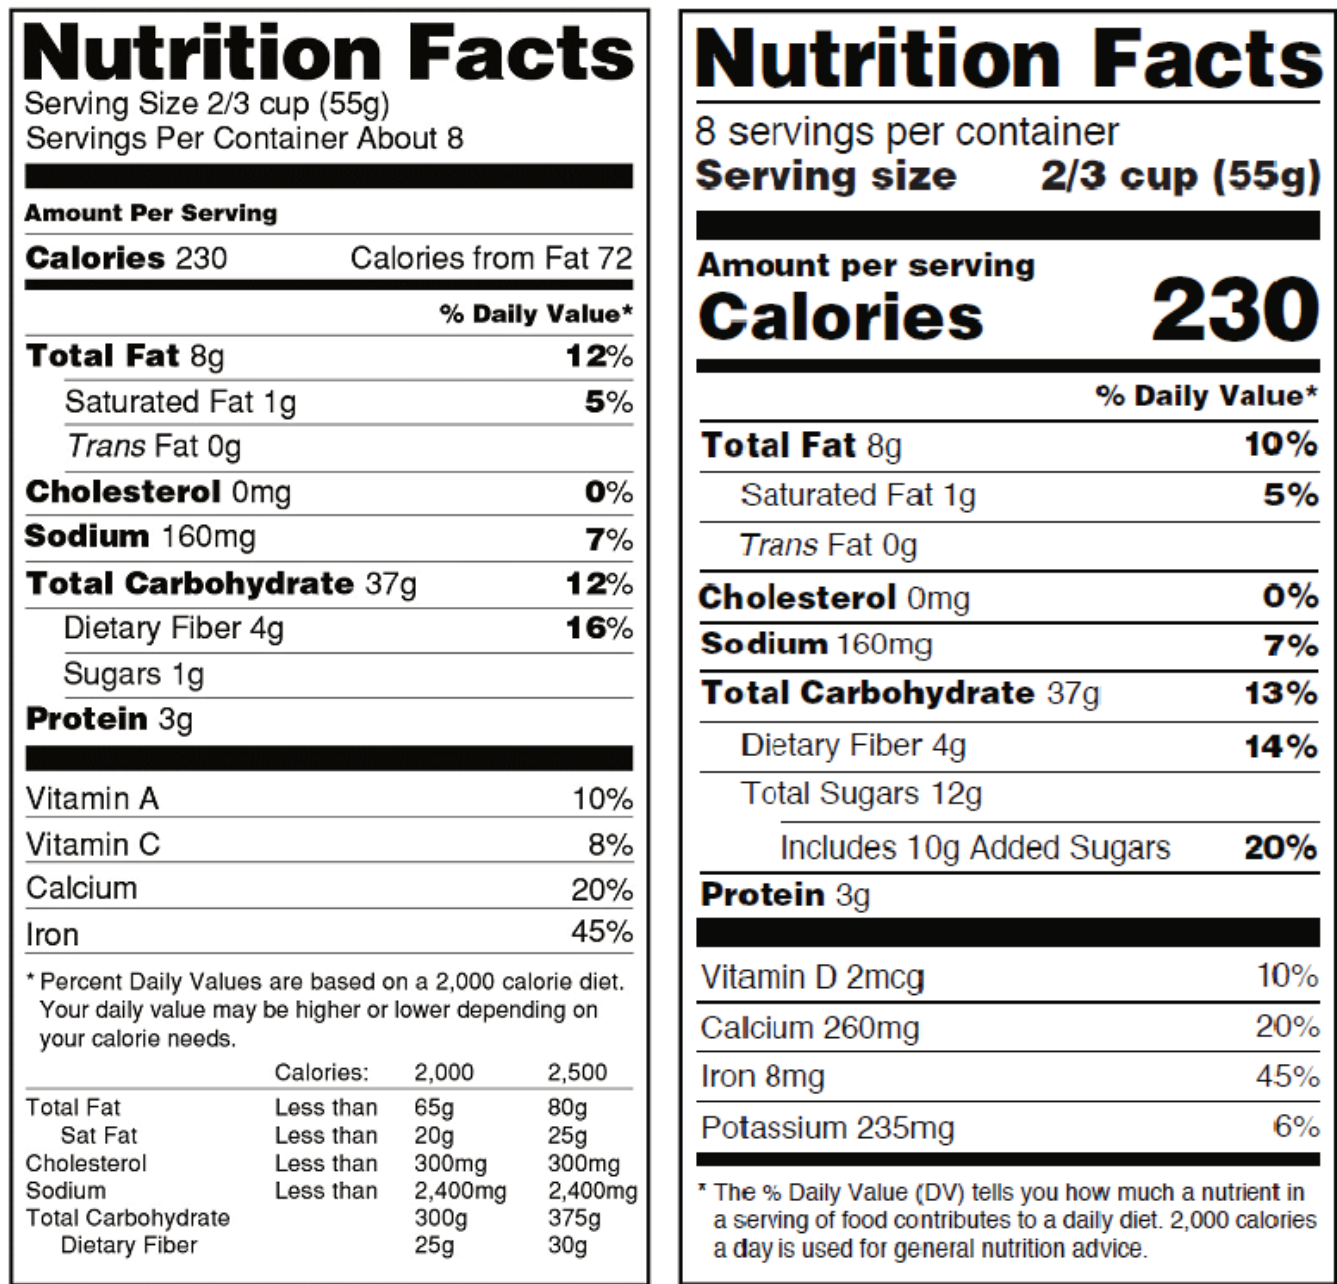 Nutrition Facts
Serving Size 2/3 cup (55g)
Servings Per Container About 8
Amount Per Serving
Calories 230 Calories from Fat 72
% Daily Value*
Total Fat 8g 12%
Saturated Fat 1g 5%
Trans Fat 0g
Cholesterol 0mg 0%
Sodium 160mg 7%
Total Carbohydrate 37g 12%
Dietary Fiber 4g 16%
Sugars 1g
Protein 3g
Vitamin A 10%
Vitamin C 8%
Calcium 20%
Iron 45%
* Percent Daily Values are based on a 2,000 calorie diet.
Your daily value may be higher or lower depending on
your calorie needs.
Calories: 2,000 2,500
Total Fat Less than 65g 80g
Sat Fat Less than 20g 25g
Cholesterol Less than 300mg 300mg
Sodium Less than 2,400mg 2,400mg
Total Carbohydrate 300g 375g
Dietary Fiber 25g 30g
Nutrition Facts
8 servings per container
Serving size 2/3 cup (55g)
Amount per serving
Calories 230
% Daily Value*
Total Fat 8g 10%
Saturated Fat 1g 5%
Trans Fat 0g
Cholesterol 0mg 0%
Sodium 160mg 7%
Total Carbohydrate 37g 13%
Dietary Fiber 4g 14%
Total Sugars 12g
Includes 10g Added Sugars 20%
Protein 3g
Vitamin D 2mcg 10%
Calcium 260mg 20%
Iron 8mg 45%
Potassium 235mg 6%
* The % Daily Value (DV) tells you how much a nutrient in
a serving of food contributes to a daily diet. 2,000 calories
a day is used for general nutrition advice.